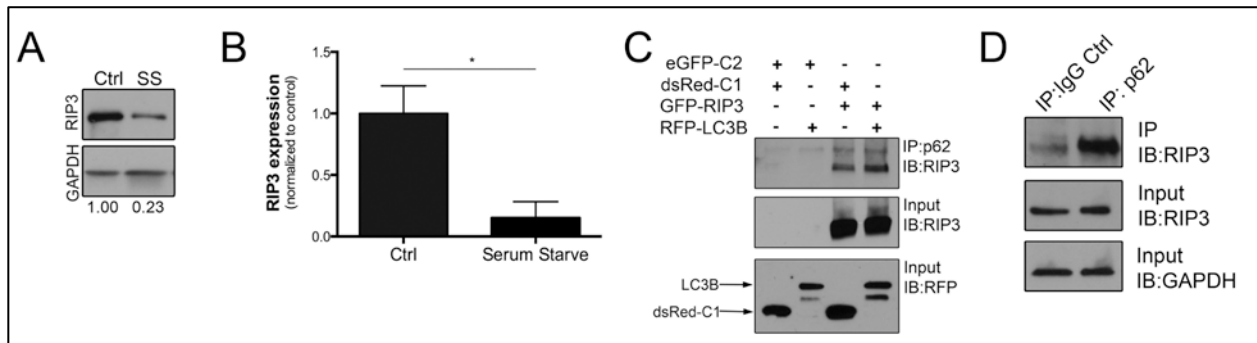 A
Ctrl SS
RIP3
GAPDH
1.00 0.23
B
RIP3 expression
(normalized to control)
1.5
1.0
0.5
0.0
*
Ctrl Serum Starve
C
eGFP-C2 + + - -
dsRed-C1 + - + -
GFP-RIP3 - - + +
RFP-LC3B - + - +
IP:p62
IB:RIP3
Input
IB:RIP3
Input
IB:RFP
LC3B
dsRed-C1
D
IP:IgG Ctrl
IP: p62
IP
IB:RIP3
Input
IB:RIP3
Input
IB:GAPDH